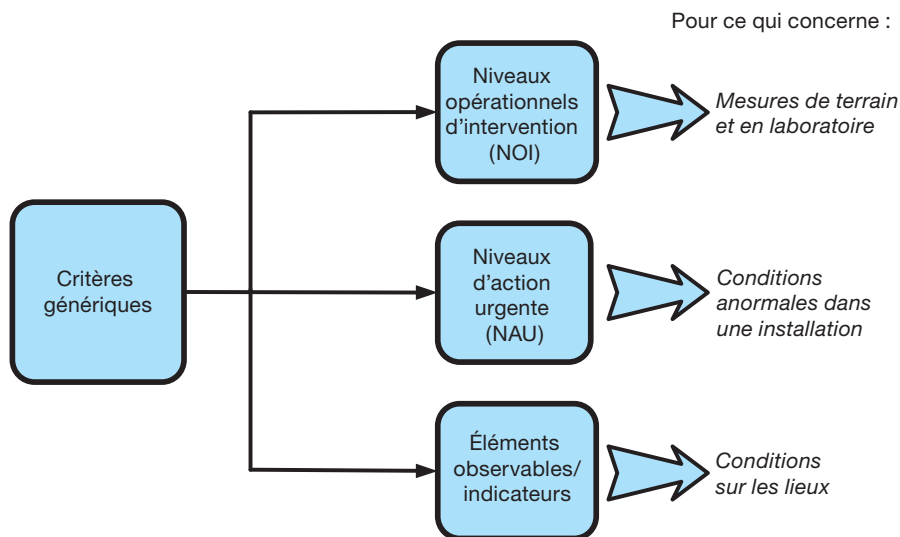 Pour ce qui concerne :
Niveaux
opérationnels
d'intervention
(NOI)
Mesures de terrain
et en laboratoire
Critères
génériques
Niveaux
d'action
urgente
(NAU)
Conditions
anormales dans
une installation
Éléments
observables/
indicateurs
Conditions
sur les lieux